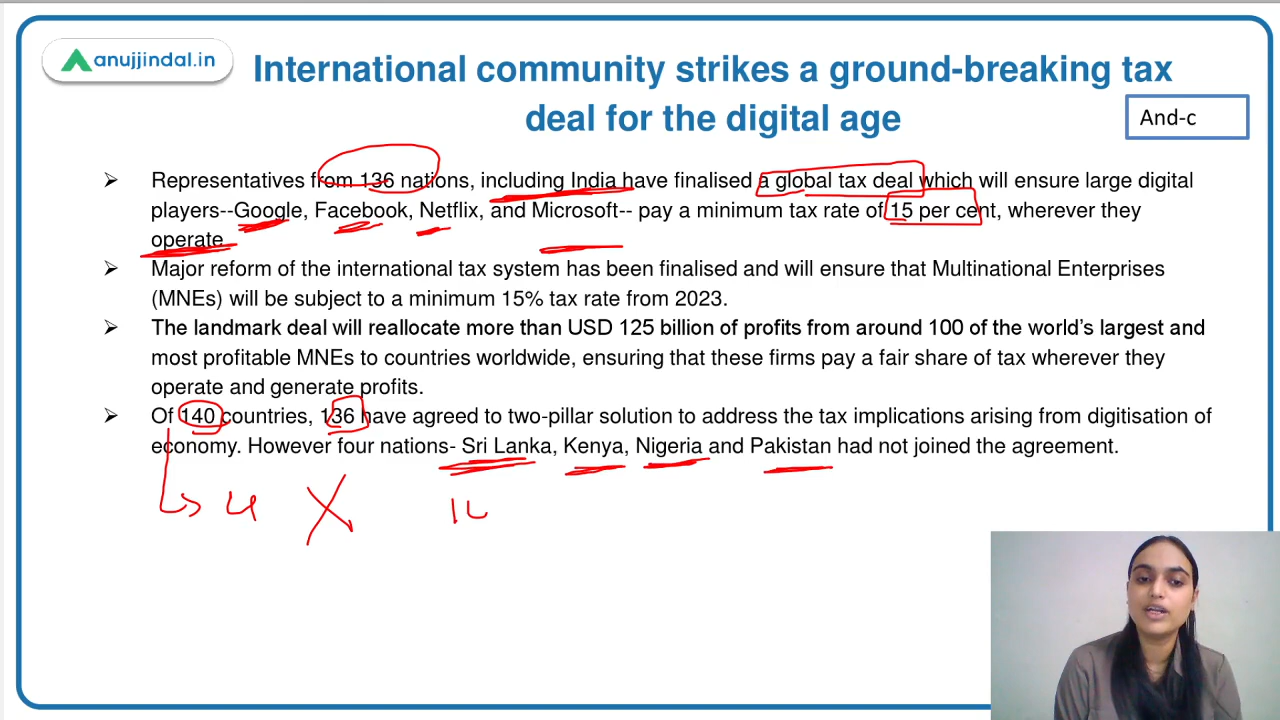 anujjindal.in
International community strikes a ground-breaking tax
deal for the digital age
And-c
➢ Representatives from 136 nations, including India have finalised a global tax deal which will ensure large digital
players--Google, Facebook, Netflix, and Microsoft-- pay a minimum tax rate of 15 per cent, wherever they
operate
➢ Major reform of the international tax system has been finalised and will ensure that Multinational Enterprises
(MNEs) will be subject to a minimum 15% tax rate from 2023.
➢ The landmark deal will reallocate more than USD 125 billion of profits from around 100 of the world’s largest and
most profitable MNEs to countries worldwide, ensuring that these firms pay a fair share of tax wherever they
operate and generate profits.
➢ Of 140 countries, 136 have agreed to two-pillar solution to address the tax implications arising from digitisation of
economy. However four nations- Sri Lanka, Kenya, Nigeria and Pakistan had not joined the agreement.
4 X